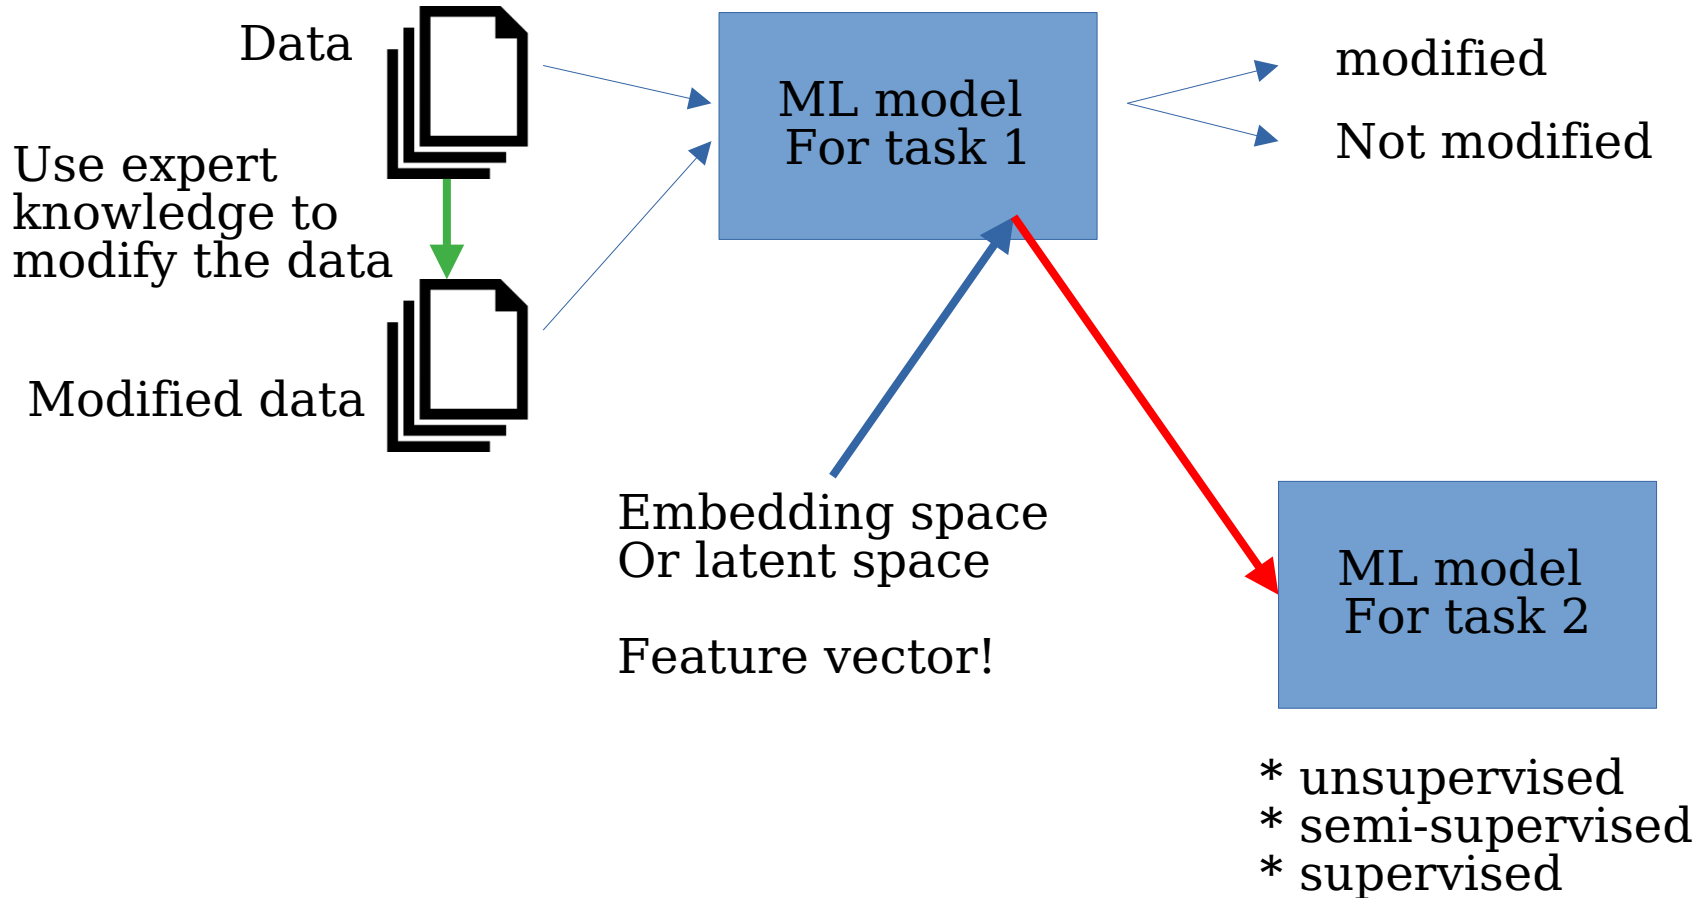 Data
Use expert
knowledge to
modify the data
Modified data
ML model
For task 1
modified
Not modified
Embedding space
Or latent space
Feature vector!
ML model
For task 2
* unsupervised
* semi-supervised
* supervised